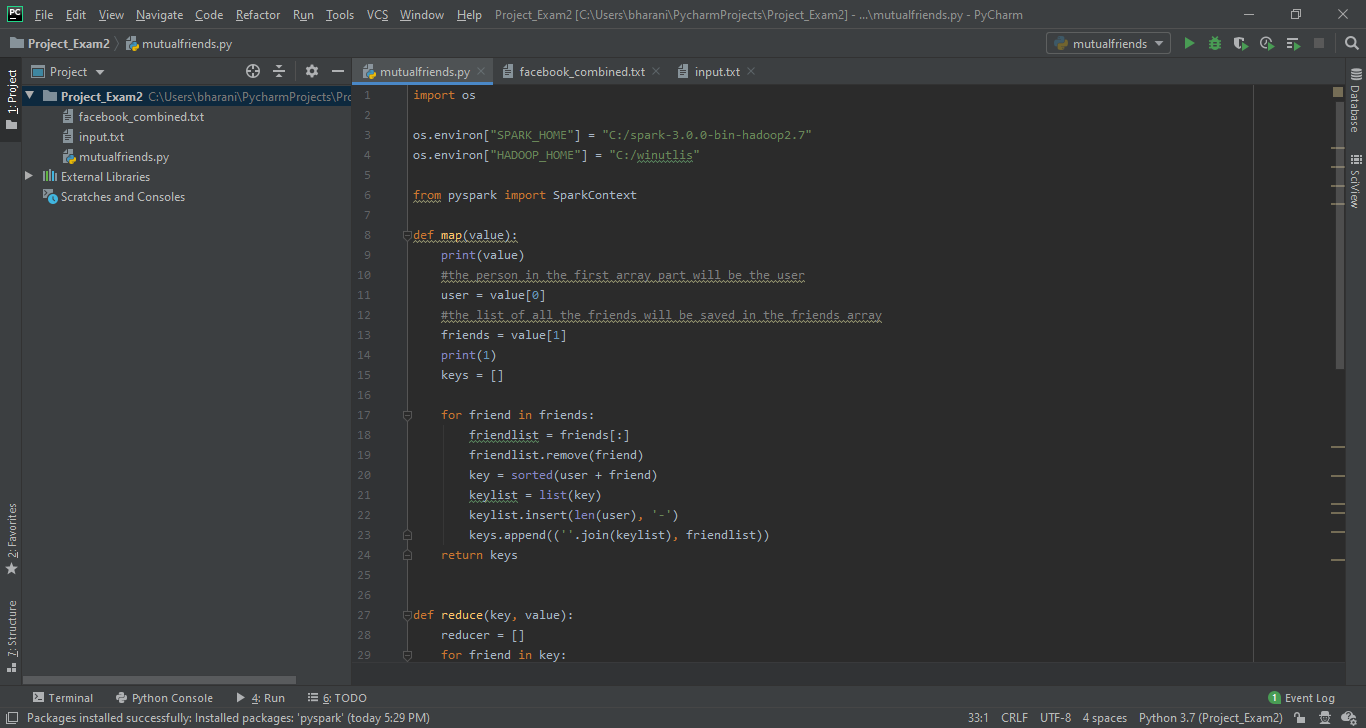 PC File Edit View Navigate Code Refactor Run Tools VCS Window Help Project_Exam2 [C:\Users\bharani\PycharmProjects\Project_Exam2] - ...\mutualfriends.py - PyCharm
Project_Exam2 mutualfriends.py mutualfriends
Project mutualfriends.py facebook_combined.txt input.txt
1: Project
Project_Exam2 C:\Users\bharani\PycharmProjects\Pro
facebook_combined.txt
input.txt
mutualfriends.py
External Libraries
Scratches and Consoles
2: Favorites
7: Structure
1 import os
2
3 os.environ["SPARK_HOME"] = "C:/spark-3.0.0-bin-hadoop2.7"
4 os.environ["HADOOP_HOME"] = "C:/winutlis"
5
6 from pyspark import SparkContext
7
8 def map(value):
9 print(value)
10 #the person in the first array part will be the user
11 user = value[0]
12 #the list of all the friends will be saved in the friends array
13 friends = value[1]
14 print(1)
15 keys = []
16
17 for friend in friends:
18 friendlist = friends[:]
19 friendlist.remove(friend)
20 key = sorted(user + friend)
21 keylist = list(key)
22 keylist.insert(len(user), '-')
23 keys.append((''.join(keylist), friendlist))
24 return keys
25
26
27 def reduce(key, value):
28 reducer = []
29 for friend in key:
Database
SciView
Terminal Python Console 4: Run 6: TODO 1 Event Log
Packages installed successfully: Installed packages: 'pyspark' (today 5:29 PM) 33:1 CRLF UTF-8 4 spaces Python 3.7 (Project_Exam2)